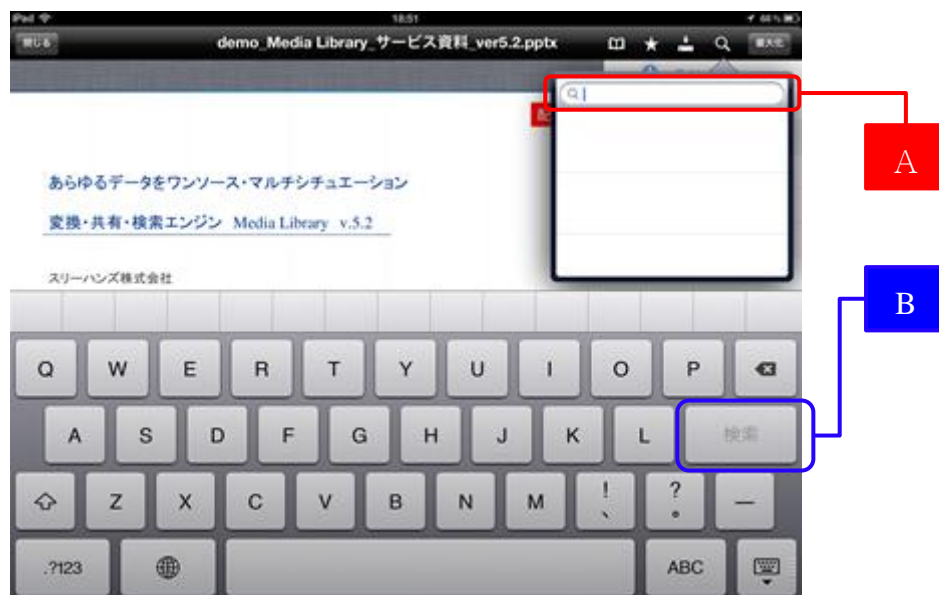 iPad 18:51
閉じる demo_Media Library_サービス資料_ver5.2.pptx 最大化
あらゆるデータをワンソース・マルチシチュエーション
変換・共有・検索エンジン Media Library v.5.2
スリーハンズ株式会社
A
B
Q W E R T Y U I O P
A S D F G H J K L 検索
Z X C V B N M ! 、 ? 。 —
.?123 ABC